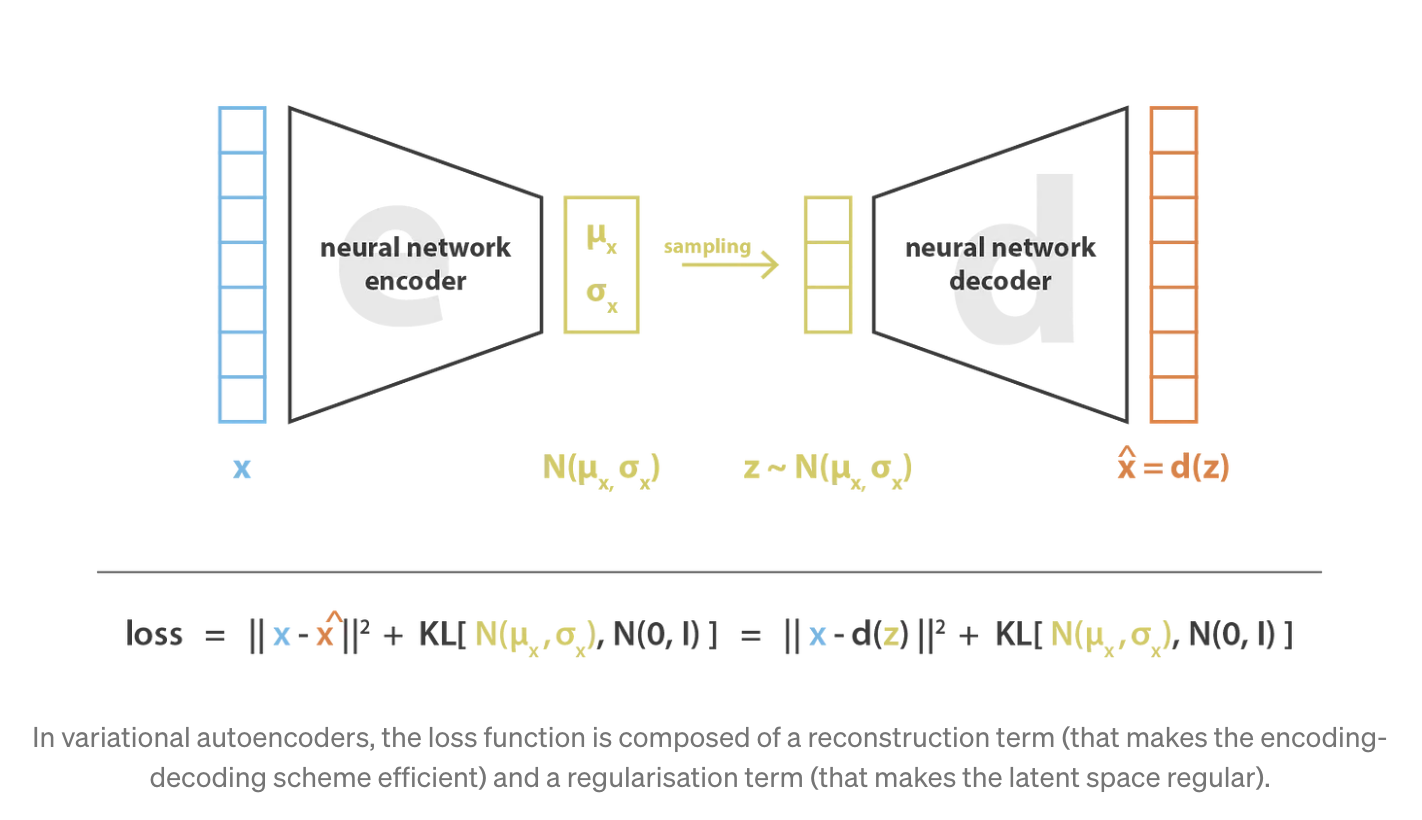 e
neural network
encoder
μₓ
σₓ
sampling
d
neural network
decoder
x
N(μₓ, σₓ)
z ~ N(μₓ, σₓ)
x̂ = d(z)
loss = || x - x̂ ||² + KL[ N(μₓ, σₓ), N(0, I) ] = || x - d(z) ||² + KL[ N(μₓ, σₓ), N(0, I) ]
In variational autoencoders, the loss function is composed of a reconstruction term (that makes the encoding-
decoding scheme efficient) and a regularisation term (that makes the latent space regular).